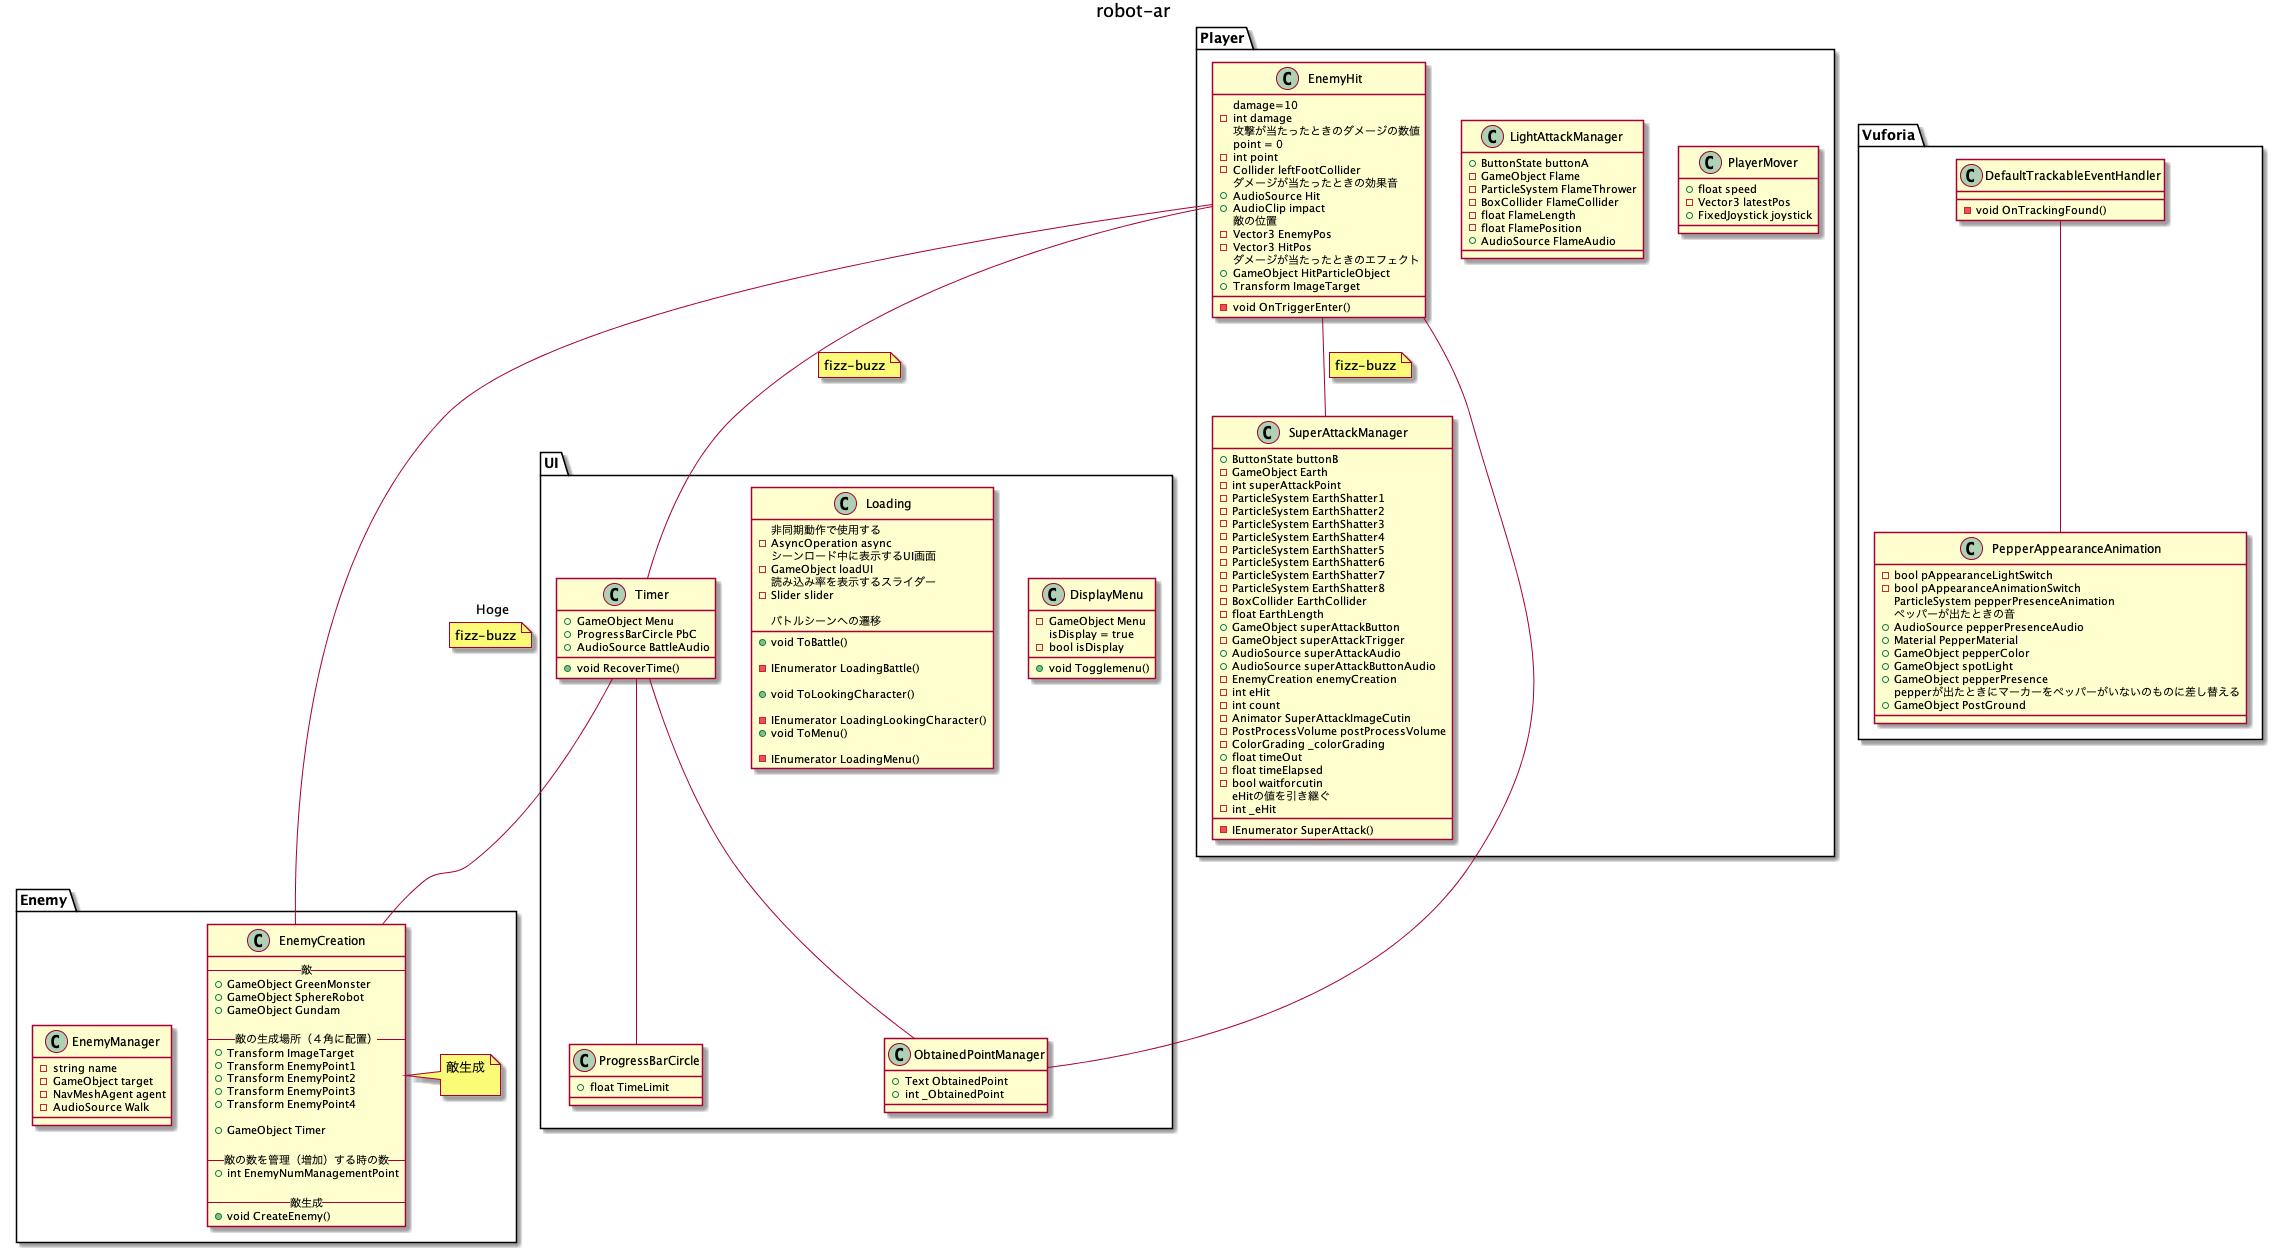 robot-ar
Player
EnemyHit
damage=10
int damage
攻撃が当たったときのダメージの数値
point = 0
int point
Collider leftFootCollider
ダメージが当たったときの効果音
AudioSource Hit
AudioClip impact
敵の位置
Vector3 EnemyPos
Vector3 HitPos
ダメージが当たったときのエフェクト
GameObject HitParticleObject
Transform ImageTarget
void OnTriggerEnter()
LightAttackManager
ButtonState buttonA
GameObject Flame
ParticleSystem FlameThrower
BoxCollider FlameCollider
float FlameLength
float FlamePosition
AudioSource FlameAudio
PlayerMover
float speed
Vector3 latestPos
FixedJoystick joystick
Vuforia
DefaultTrackableEventHandler
void OnTrackingFound()
fizz-buzz
fizz-buzz
SuperAttackManager
ButtonState buttonB
GameObject Earth
int superAttackPoint
ParticleSystem EarthShatter1
ParticleSystem EarthShatter2
ParticleSystem EarthShatter3
ParticleSystem EarthShatter4
ParticleSystem EarthShatter5
ParticleSystem EarthShatter6
ParticleSystem EarthShatter7
ParticleSystem EarthShatter8
BoxCollider EarthCollider
float EarthLength
GameObject superAttackButton
GameObject superAttackTrigger
AudioSource superAttackAudio
AudioSource superAttackButtonAudio
EnemyCreation enemyCreation
int eHit
int count
Animator SuperAttackImageCutin
PostProcessVolume postProcessVolume
ColorGrading _colorGrading
float timeOut
float timeElapsed
bool waitforcutin
eHitの値を引き継ぐ
int _eHit
IEnumerator SuperAttack()
PepperAppearanceAnimation
bool pAppearanceLightSwitch
bool pAppearanceAnimationSwitch
ParticleSystem pepperPresenceAnimation
ペッパーが出たときの音
AudioSource pepperPresenceAudio
Material PepperMaterial
GameObject pepperColor
GameObject spotLight
GameObject pepperPresence
pepperが出たときにマーカーをペッパーがいないのものに差し替える
GameObject PostGround
UI
Loading
非同期動作で使用する
AsyncOperation async
シーンロード中に表示するUI画面
GameObject loadUI
読み込み率を表示するスライダー
Slider slider
バトルシーンへの遷移
void ToBattle()
IEnumerator LoadingBattle()
void ToLookingCharacter()
IEnumerator LoadingLookingCharacter()
void ToMenu()
IEnumerator LoadingMenu()
Timer
GameObject Menu
ProgressBarCircle PbC
AudioSource BattleAudio
void RecoverTime()
DisplayMenu
GameObject Menu
isDisplay = true
bool isDisplay
void Togglemenu()
Hoge
fizz-buzz
ProgressBarCircle
float TimeLimit
ObtainedPointManager
Text ObtainedPoint
int _ObtainedPoint
Enemy
EnemyCreation
敵
GameObject GreenMonster
GameObject SphereRobot
GameObject Gundam
敵の生成場所（４角に配置）
Transform ImageTarget
Transform EnemyPoint1
Transform EnemyPoint2
Transform EnemyPoint3
Transform EnemyPoint4
GameObject Timer
敵の数を管理（増加）する時の数
int EnemyNumManagementPoint
敵生成
void CreateEnemy()
敵生成
EnemyManager
string name
GameObject target
NavMeshAgent agent
AudioSource Walk